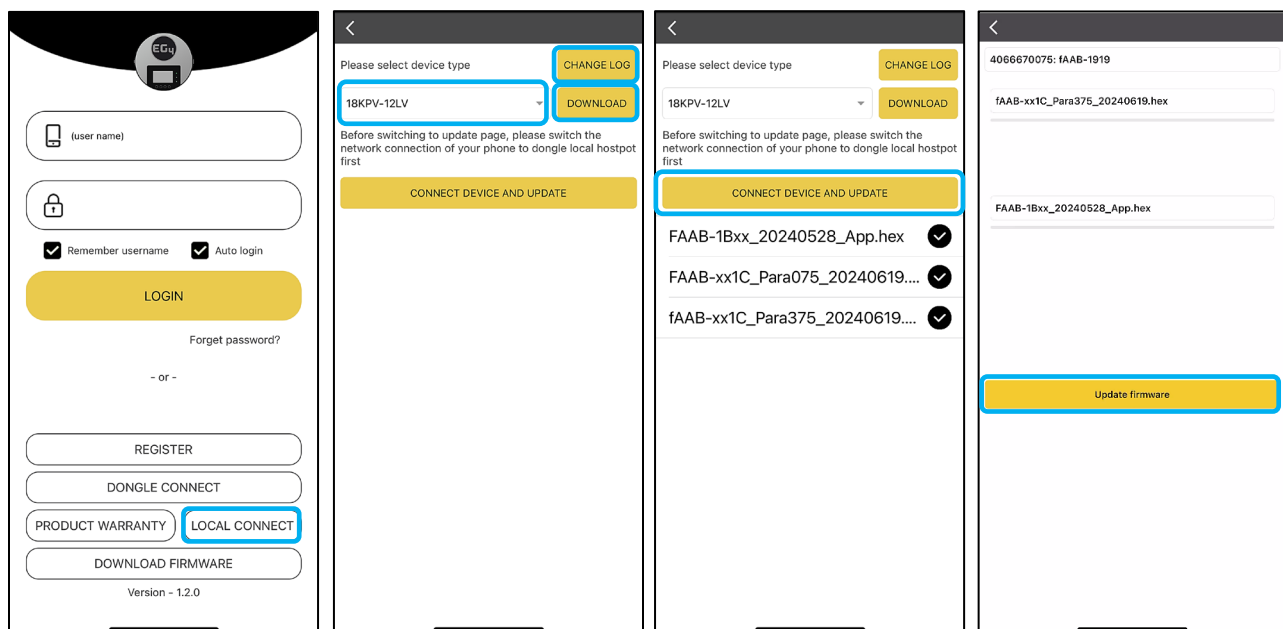 EG4
(user name)
Remember username
Auto login
LOGIN
Forget password?
- or -
REGISTER
DONGLE CONNECT
PRODUCT WARRANTY
LOCAL CONNECT
DOWNLOAD FIRMWARE
Version - 1.2.0
Please select device type
CHANGE LOG
18KPV-12LV
DOWNLOAD
Before switching to update page, please switch the
network connection of your phone to dongle local hostpot
first
CONNECT DEVICE AND UPDATE
Please select device type
CHANGE LOG
18KPV-12LV
DOWNLOAD
Before switching to update page, please switch the
network connection of your phone to dongle local hostpot
first
CONNECT DEVICE AND UPDATE
FAAB-1Bxx_20240528_App.hex
FAAB-xx1C_Para075_20240619....
fAAB-xx1C_Para375_20240619....
4066670075: fAAB-1919
fAAB-xx1C_Para375_20240619.hex
FAAB-1Bxx_20240528_App.hex
Update firmware